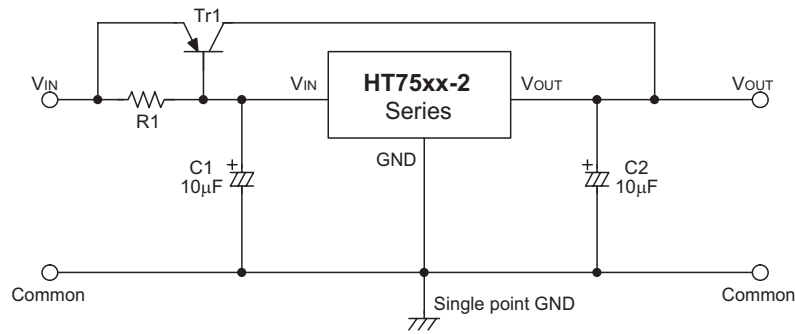 Tr1
VIN
R1
VIN
HT75xx-2
Series
VOUT
VOUT
GND
C1
10μF
C2
10μF
Common
Single point GND
Common